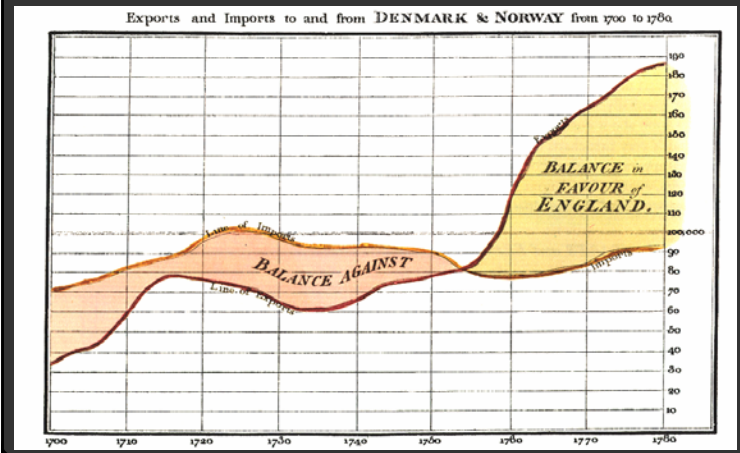 Exports and Imports to and from DENMARK & NORWAY from 1700 to 1780
190
180
170
160
150
140
130
120
110
100,000
90
80
70
60
50
40
30
20
10
Exports
BALANCE in
FAVOUR of
ENGLAND.
Line of Imports
BALANCE AGAINST
Imports
Line of Exports
1700 1710 1720 1730 1740 1750 1760 1770 1780